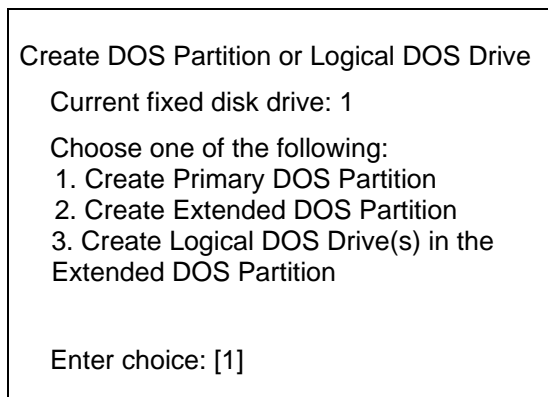 Create DOS Partition or Logical DOS Drive
Current fixed disk drive: 1
Choose one of the following:
1. Create Primary DOS Partition
2. Create Extended DOS Partition
3. Create Logical DOS Drive(s) in the
Extended DOS Partition
Enter choice: [1]